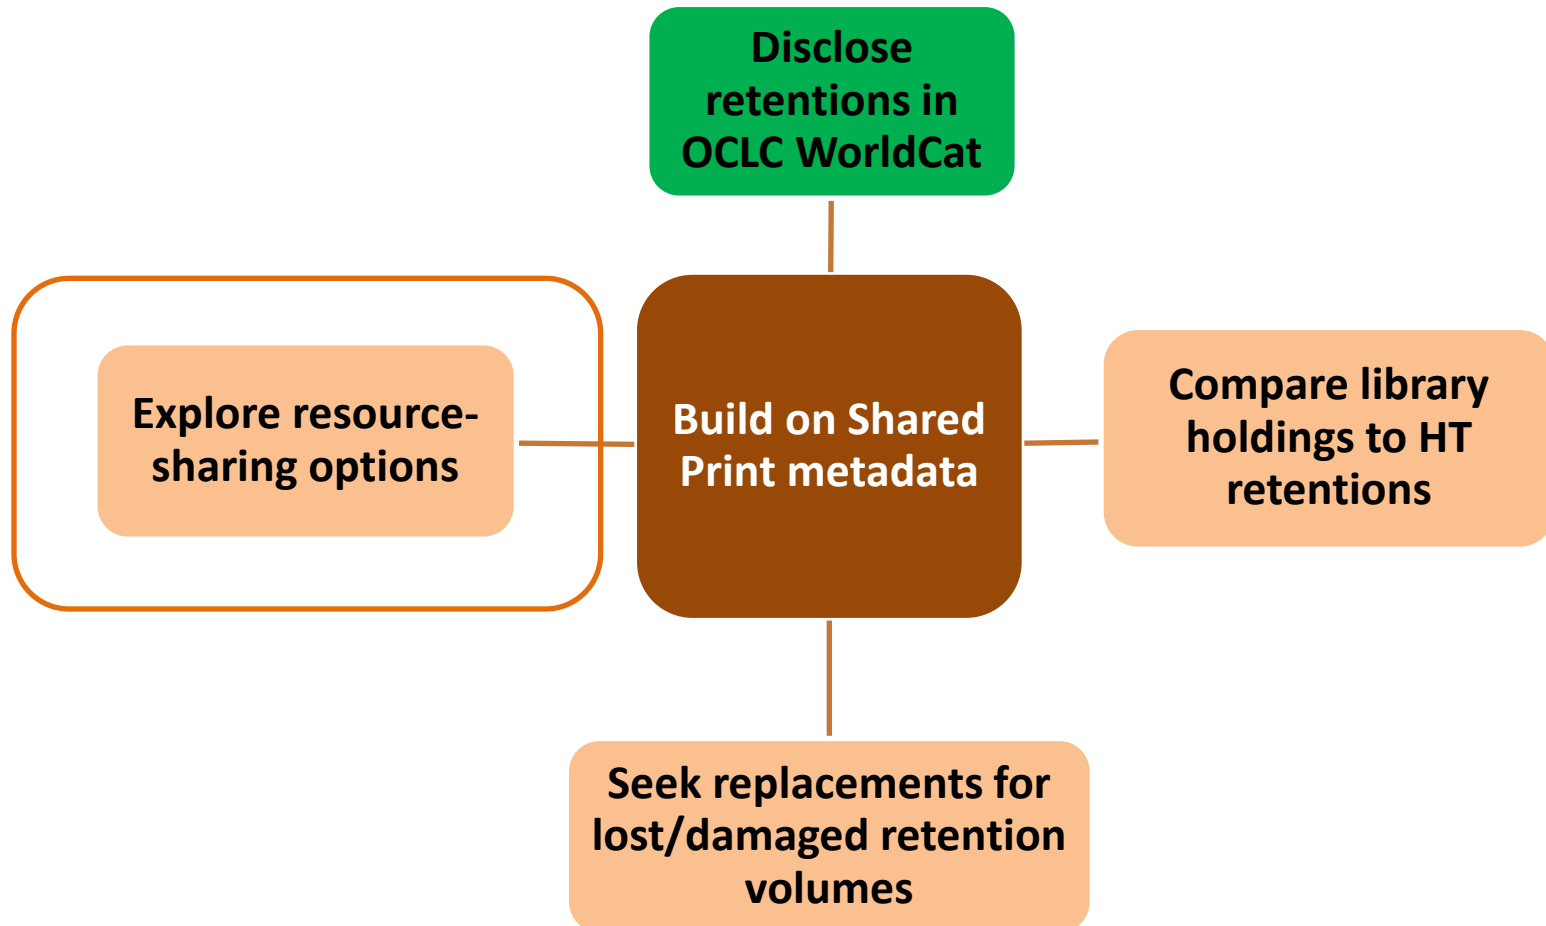 Disclose
retentions in
OCLC WorldCat
Explore resource-
sharing options
Build on Shared
Print metadata
Compare library
holdings to HT
retentions
Seek replacements for
lost/damaged retention
volumes